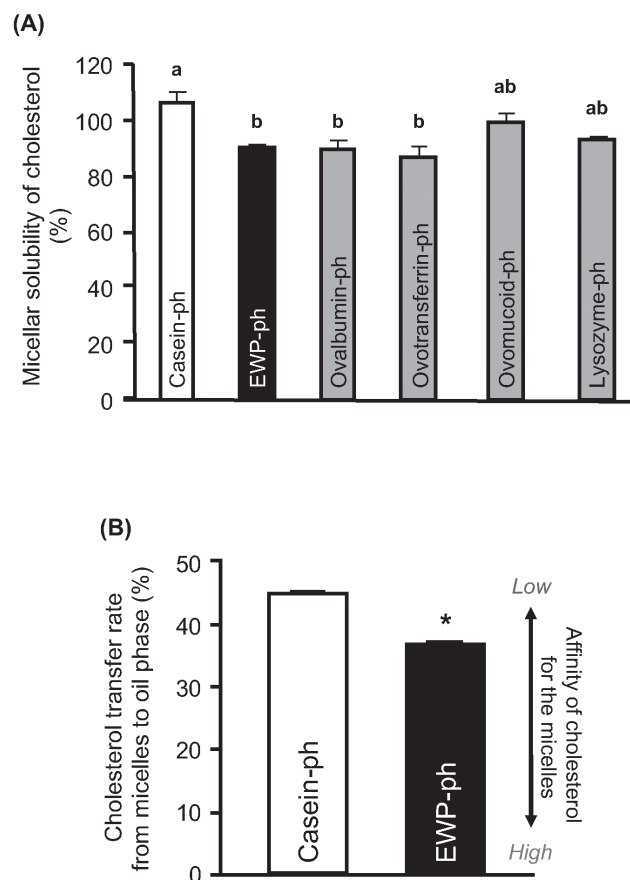 (A)
Micellar solubility of cholesterol
(%)
120
100
80
60
40
20
0
a
b
b
b
ab
ab
Casein-ph
EWP-ph
Ovalbumin-ph
Ovotransferrin-ph
Ovomucoid-ph
Lysozyme-ph
(B)
Cholesterol transfer rate
from micelles to oil phase (%)
50
40
30
20
10
0
*
Casein-ph
EWP-ph
Low
Affinity of cholesterol
for the micelles
High